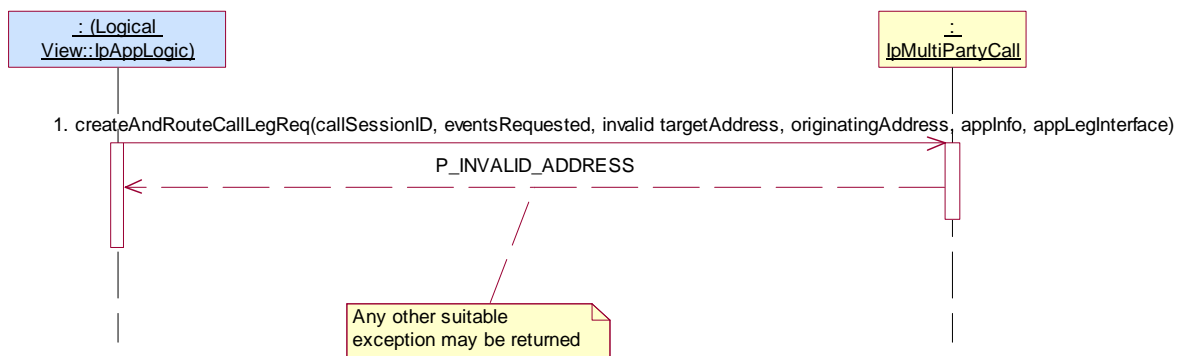 : (Logical
View::IpAppLogic)
:
IpMultiPartyCall
1. createAndRouteCallLegReq(callSessionID, eventsRequested, invalid targetAddress, originatingAddress, appInfo, appLegInterface)
P_INVALID_ADDRESS
Any other suitable
exception may be returned